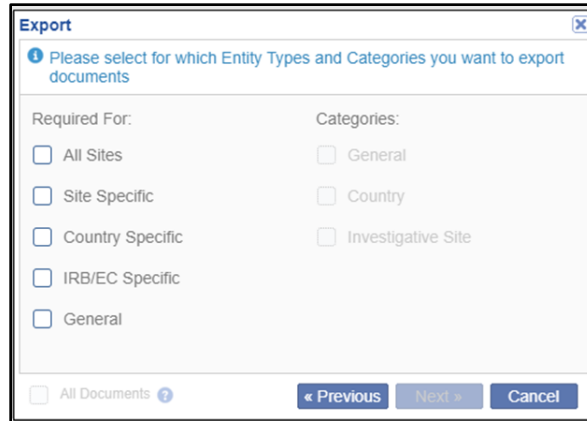 Export
Please select for which Entity Types and Categories you want to export
documents
Required For:
Categories:
All Sites
General
Site Specific
Country
Country Specific
Investigative Site
IRB/EC Specific
General
All Documents ?
« Previous
Next »
Cancel